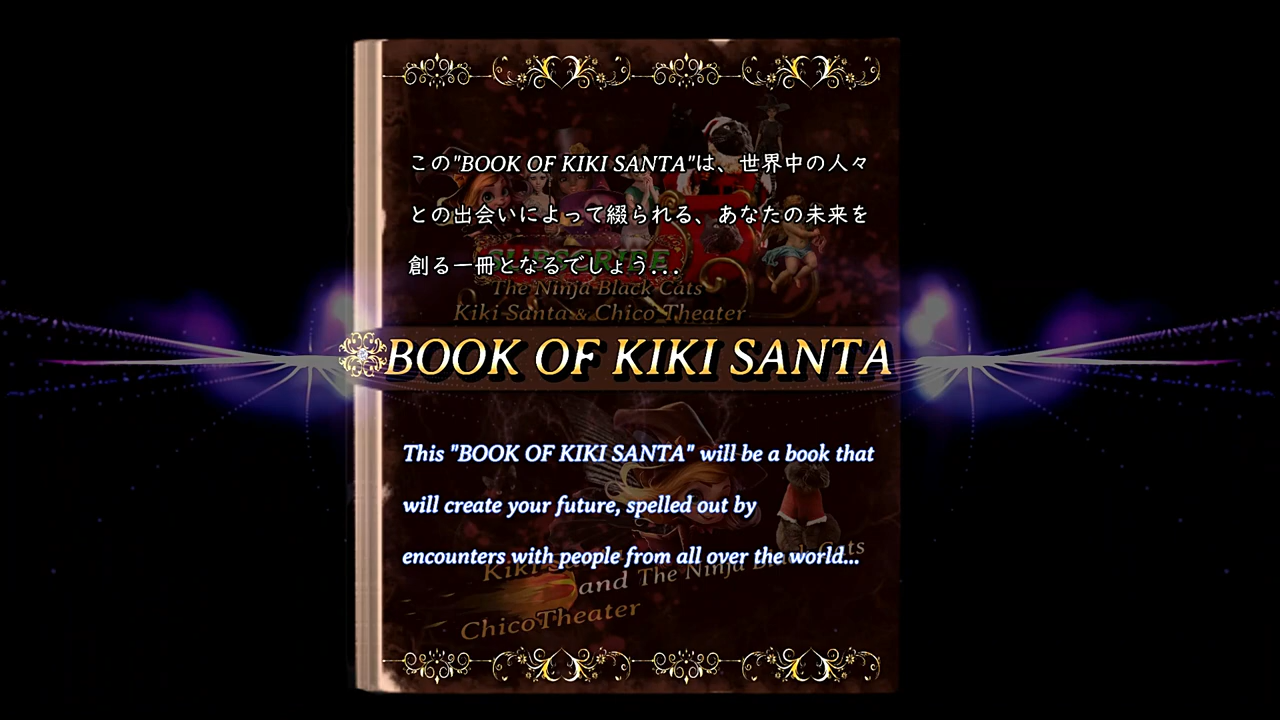 この"BOOK OF KIKI SANTA"は、世界中の人々
との出会いによって綴られる、あなたの未来を
創る一冊となるでしょう...
SUBSCRIBE
The Ninja Black Cats
Kiki Santa & Chico Theater
BOOK OF KIKI SANTA
This "BOOK OF KIKI SANTA" will be a book that
will create your future, spelled out by
encounters with people from all over the world...
Kiki
and The Ninja Black Cats
ChicoTheater